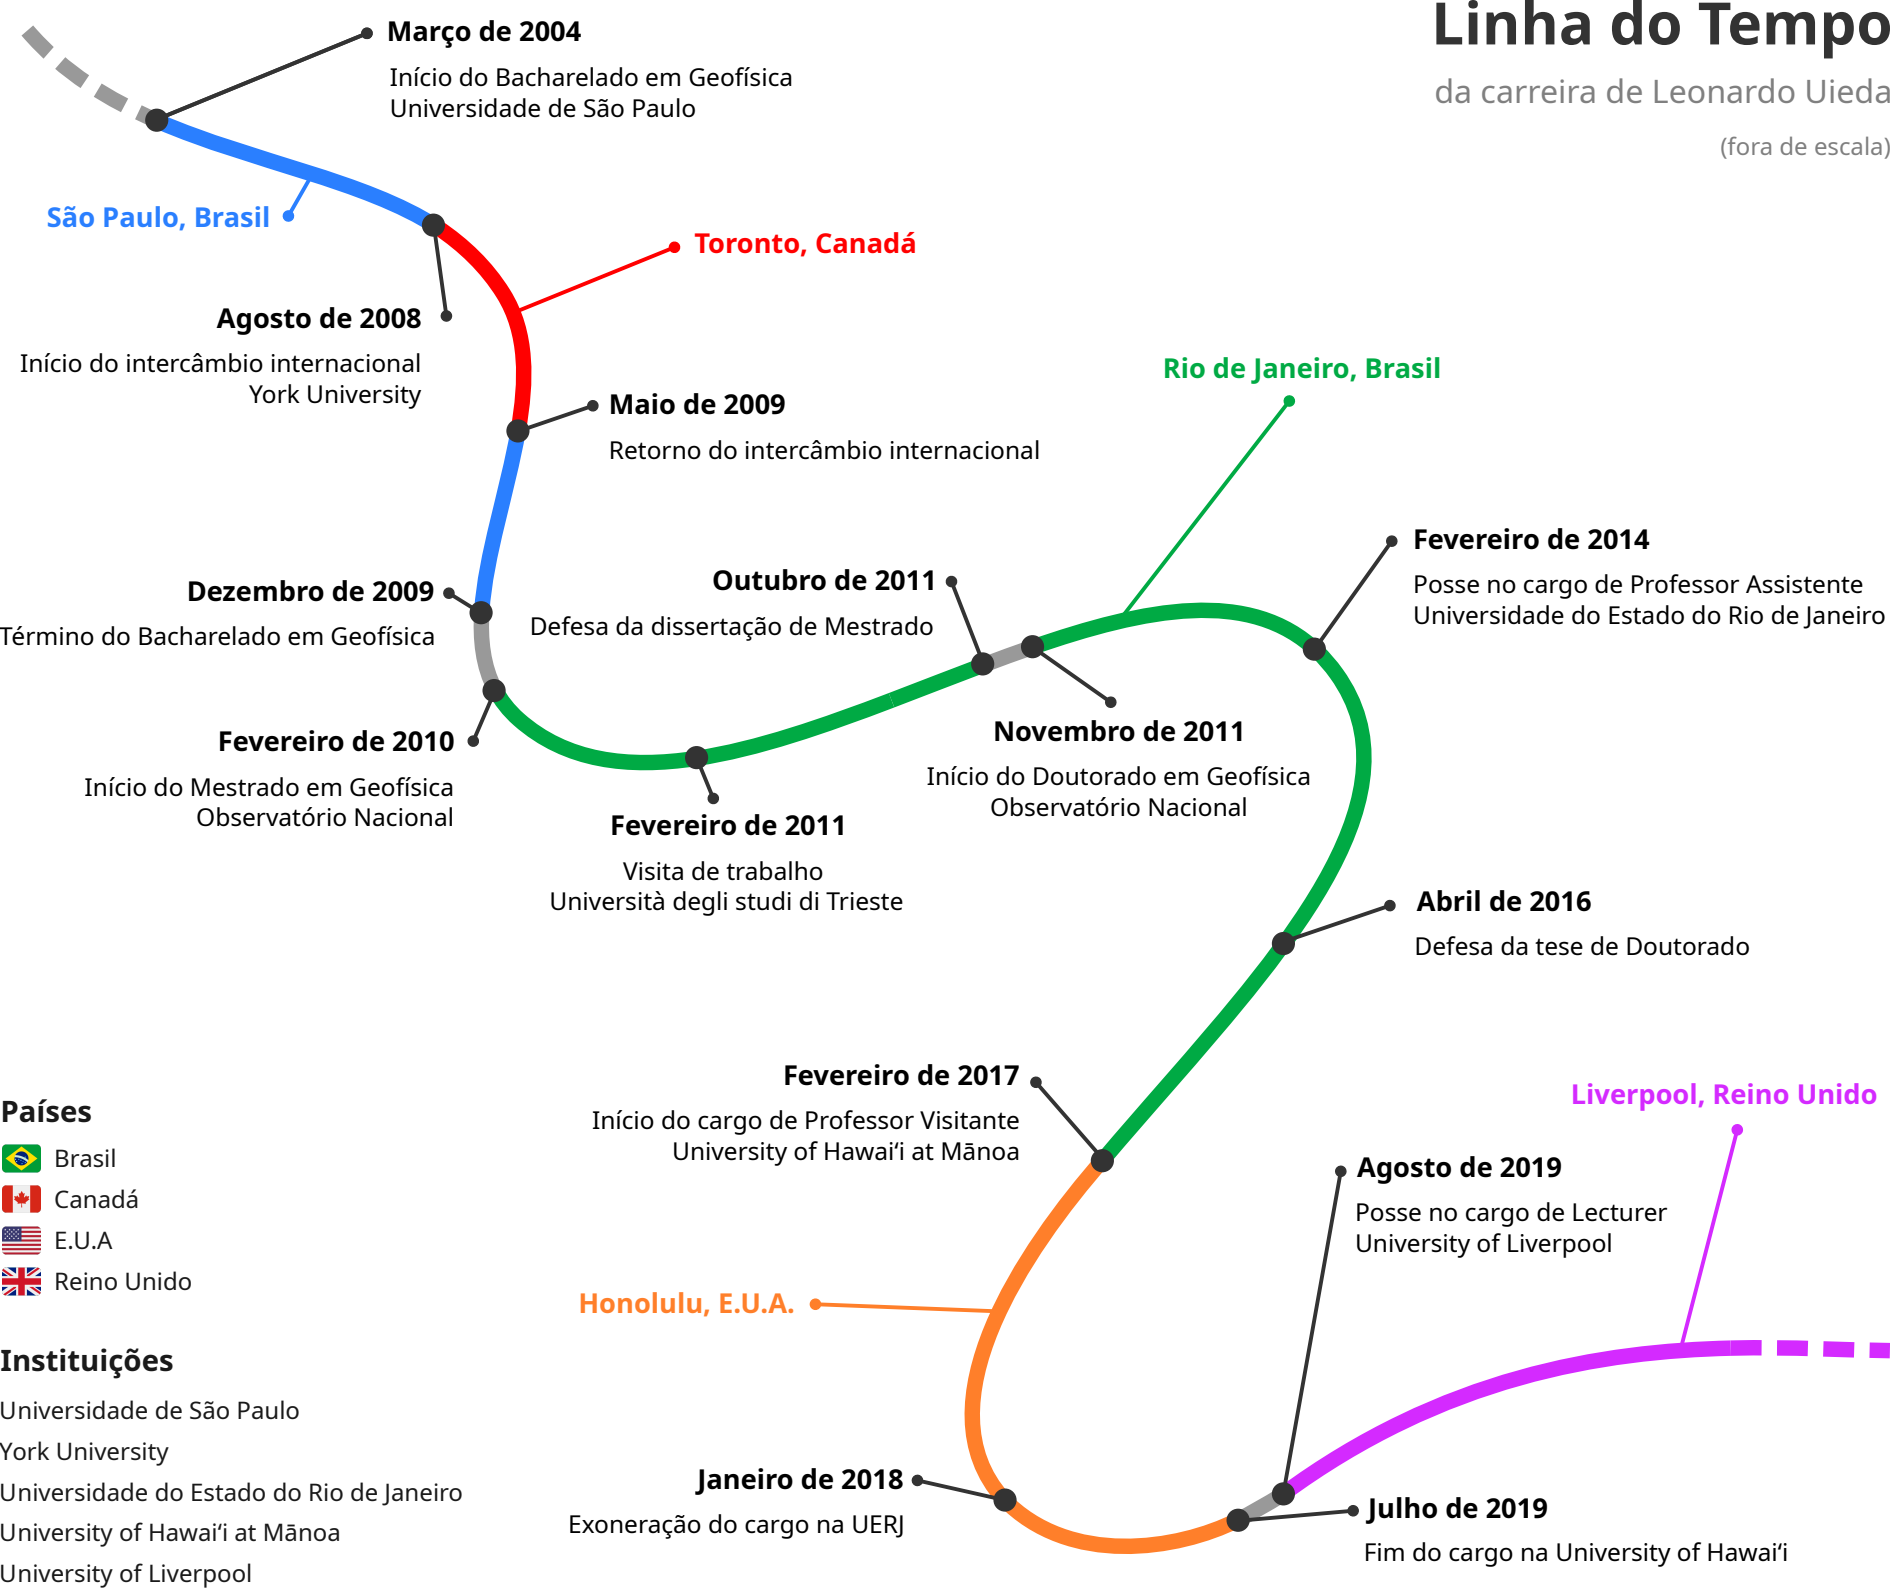 Linha do Tempo
da carreira de Leonardo Uieda
(fora de escala)
Março de 2004
Início do Bacharelado em Geofísica
Universidade de São Paulo
São Paulo, Brasil
Toronto, Canadá
Agosto de 2008
Início do intercâmbio internacional
York University
Maio de 2009
Retorno do intercâmbio internacional
Rio de Janeiro, Brasil
Dezembro de 2009
Término do Bacharelado em Geofísica
Outubro de 2011
Defesa da dissertação de Mestrado
Fevereiro de 2014
Posse no cargo de Professor Assistente
Universidade do Estado do Rio de Janeiro
Fevereiro de 2010
Início do Mestrado em Geofísica
Observatório Nacional
Fevereiro de 2011
Visita de trabalho
Università degli studi di Trieste
Novembro de 2011
Início do Doutorado em Geofísica
Observatório Nacional
Abril de 2016
Defesa da tese de Doutorado
Fevereiro de 2017
Início do cargo de Professor Visitante
University of Hawaiʻi at Mānoa
Liverpool, Reino Unido
Agosto de 2019
Posse no cargo de Lecturer
University of Liverpool
Honolulu, E.U.A.
Janeiro de 2018
Exoneração do cargo na UERJ
Julho de 2019
Fim do cargo na University of Hawaiʻi
Países
Brasil
Canadá
E.U.A
Reino Unido
Instituições
Universidade de São Paulo
York University
Universidade do Estado do Rio de Janeiro
University of Hawaiʻi at Mānoa
University of Liverpool